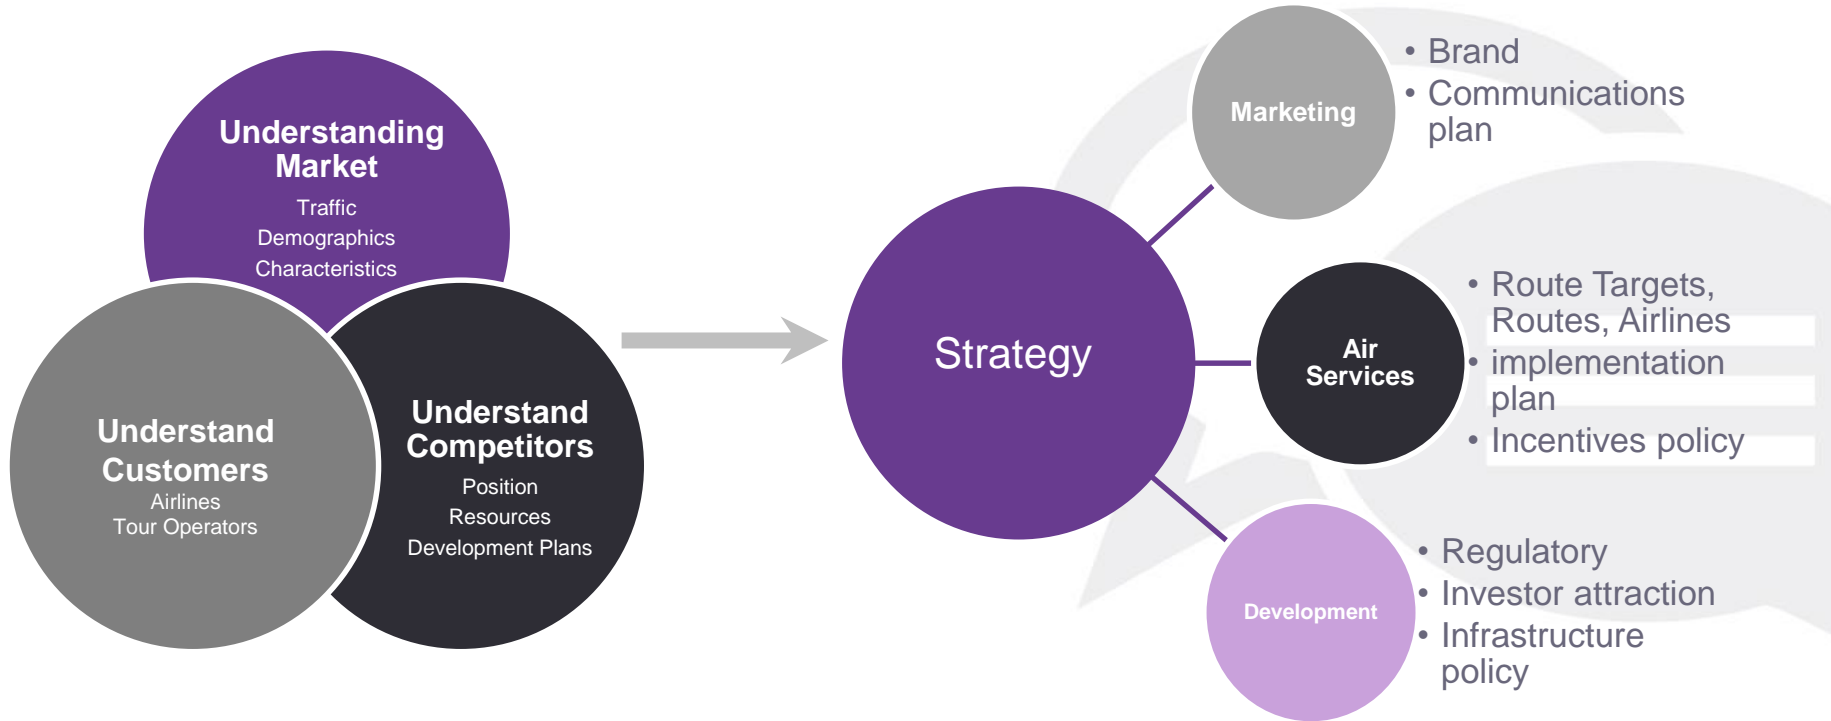 Understanding
Market
Traffic
Demographics
Characteristics
Understand
Customers
Airlines
Tour Operators
Understand
Competitors
Position
Resources
Development Plans
Strategy
Marketing
• Brand
• Communications
plan
Air
Services
• Route Targets,
Routes, Airlines
• implementation
plan
• Incentives policy
Development
• Regulatory
• Investor attraction
• Infrastructure
policy